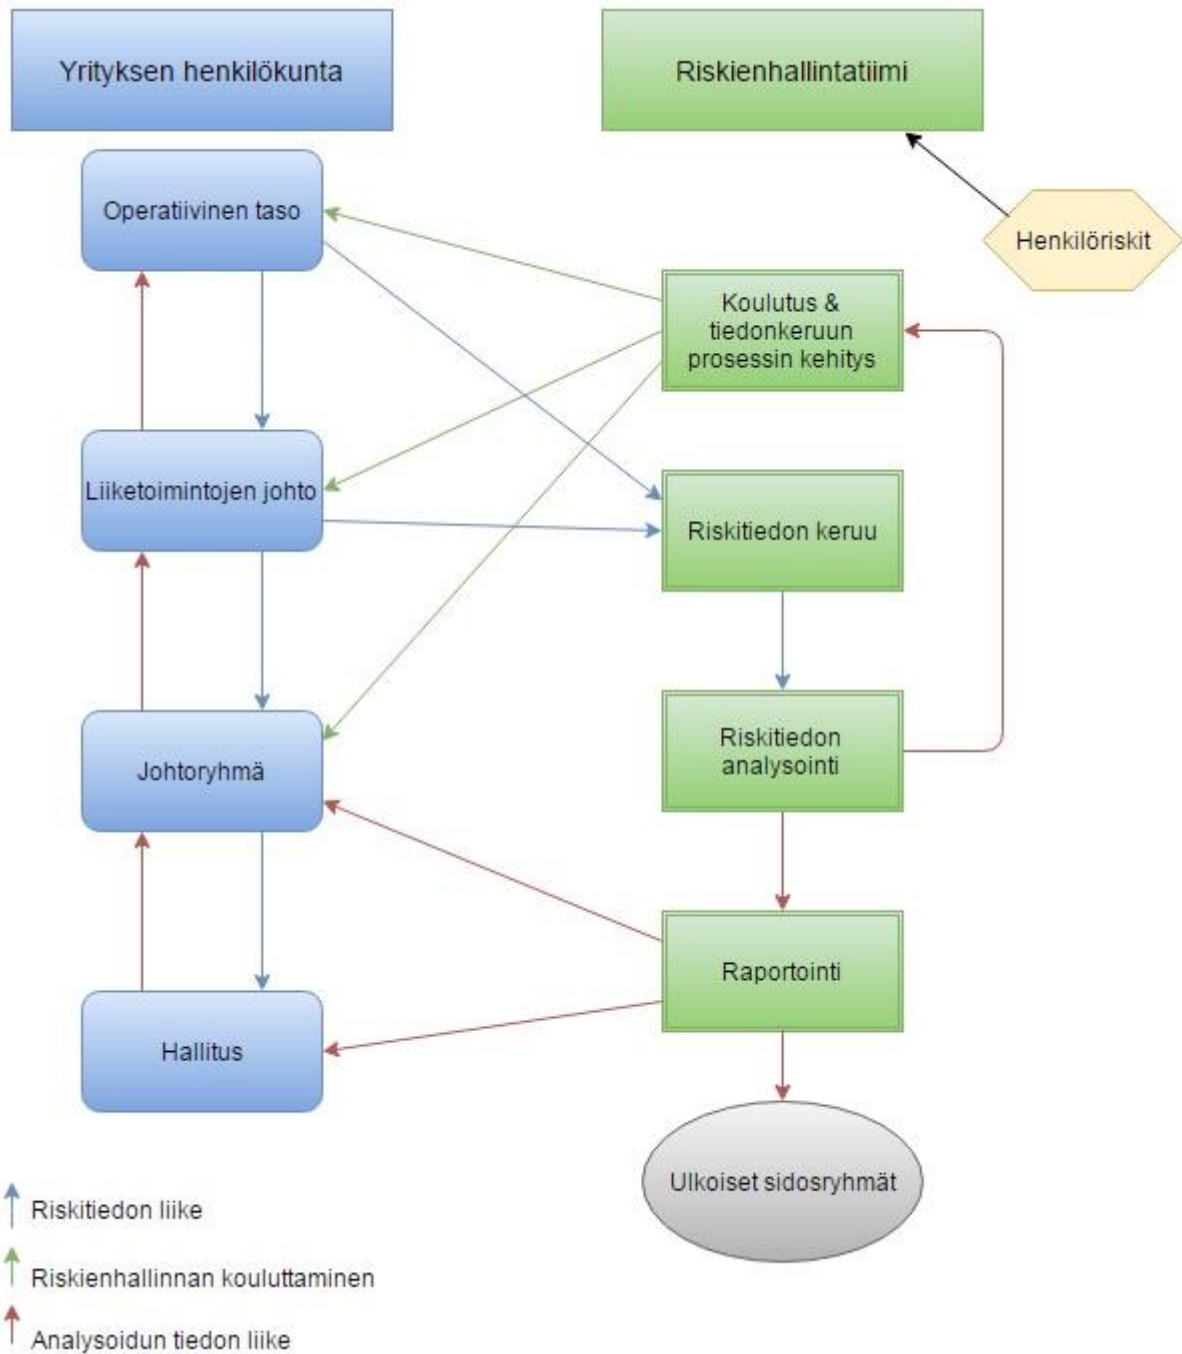 Yrityksen henkilökunta
Riskienhallintatiimi
Operatiivinen taso
Henkilöriskit
Koulutus &
tiedonkeruun
prosessin kehitys
Liiketoimintojen johto
Riskitiedon keruu
Johtoryhmä
Riskitiedon
analysointi
Raportointi
Hallitus
Ulkoiset sidosryhmät
Riskitiedon liike
Riskienhallinnan kouluttaminen
Analysoidun tiedon liike